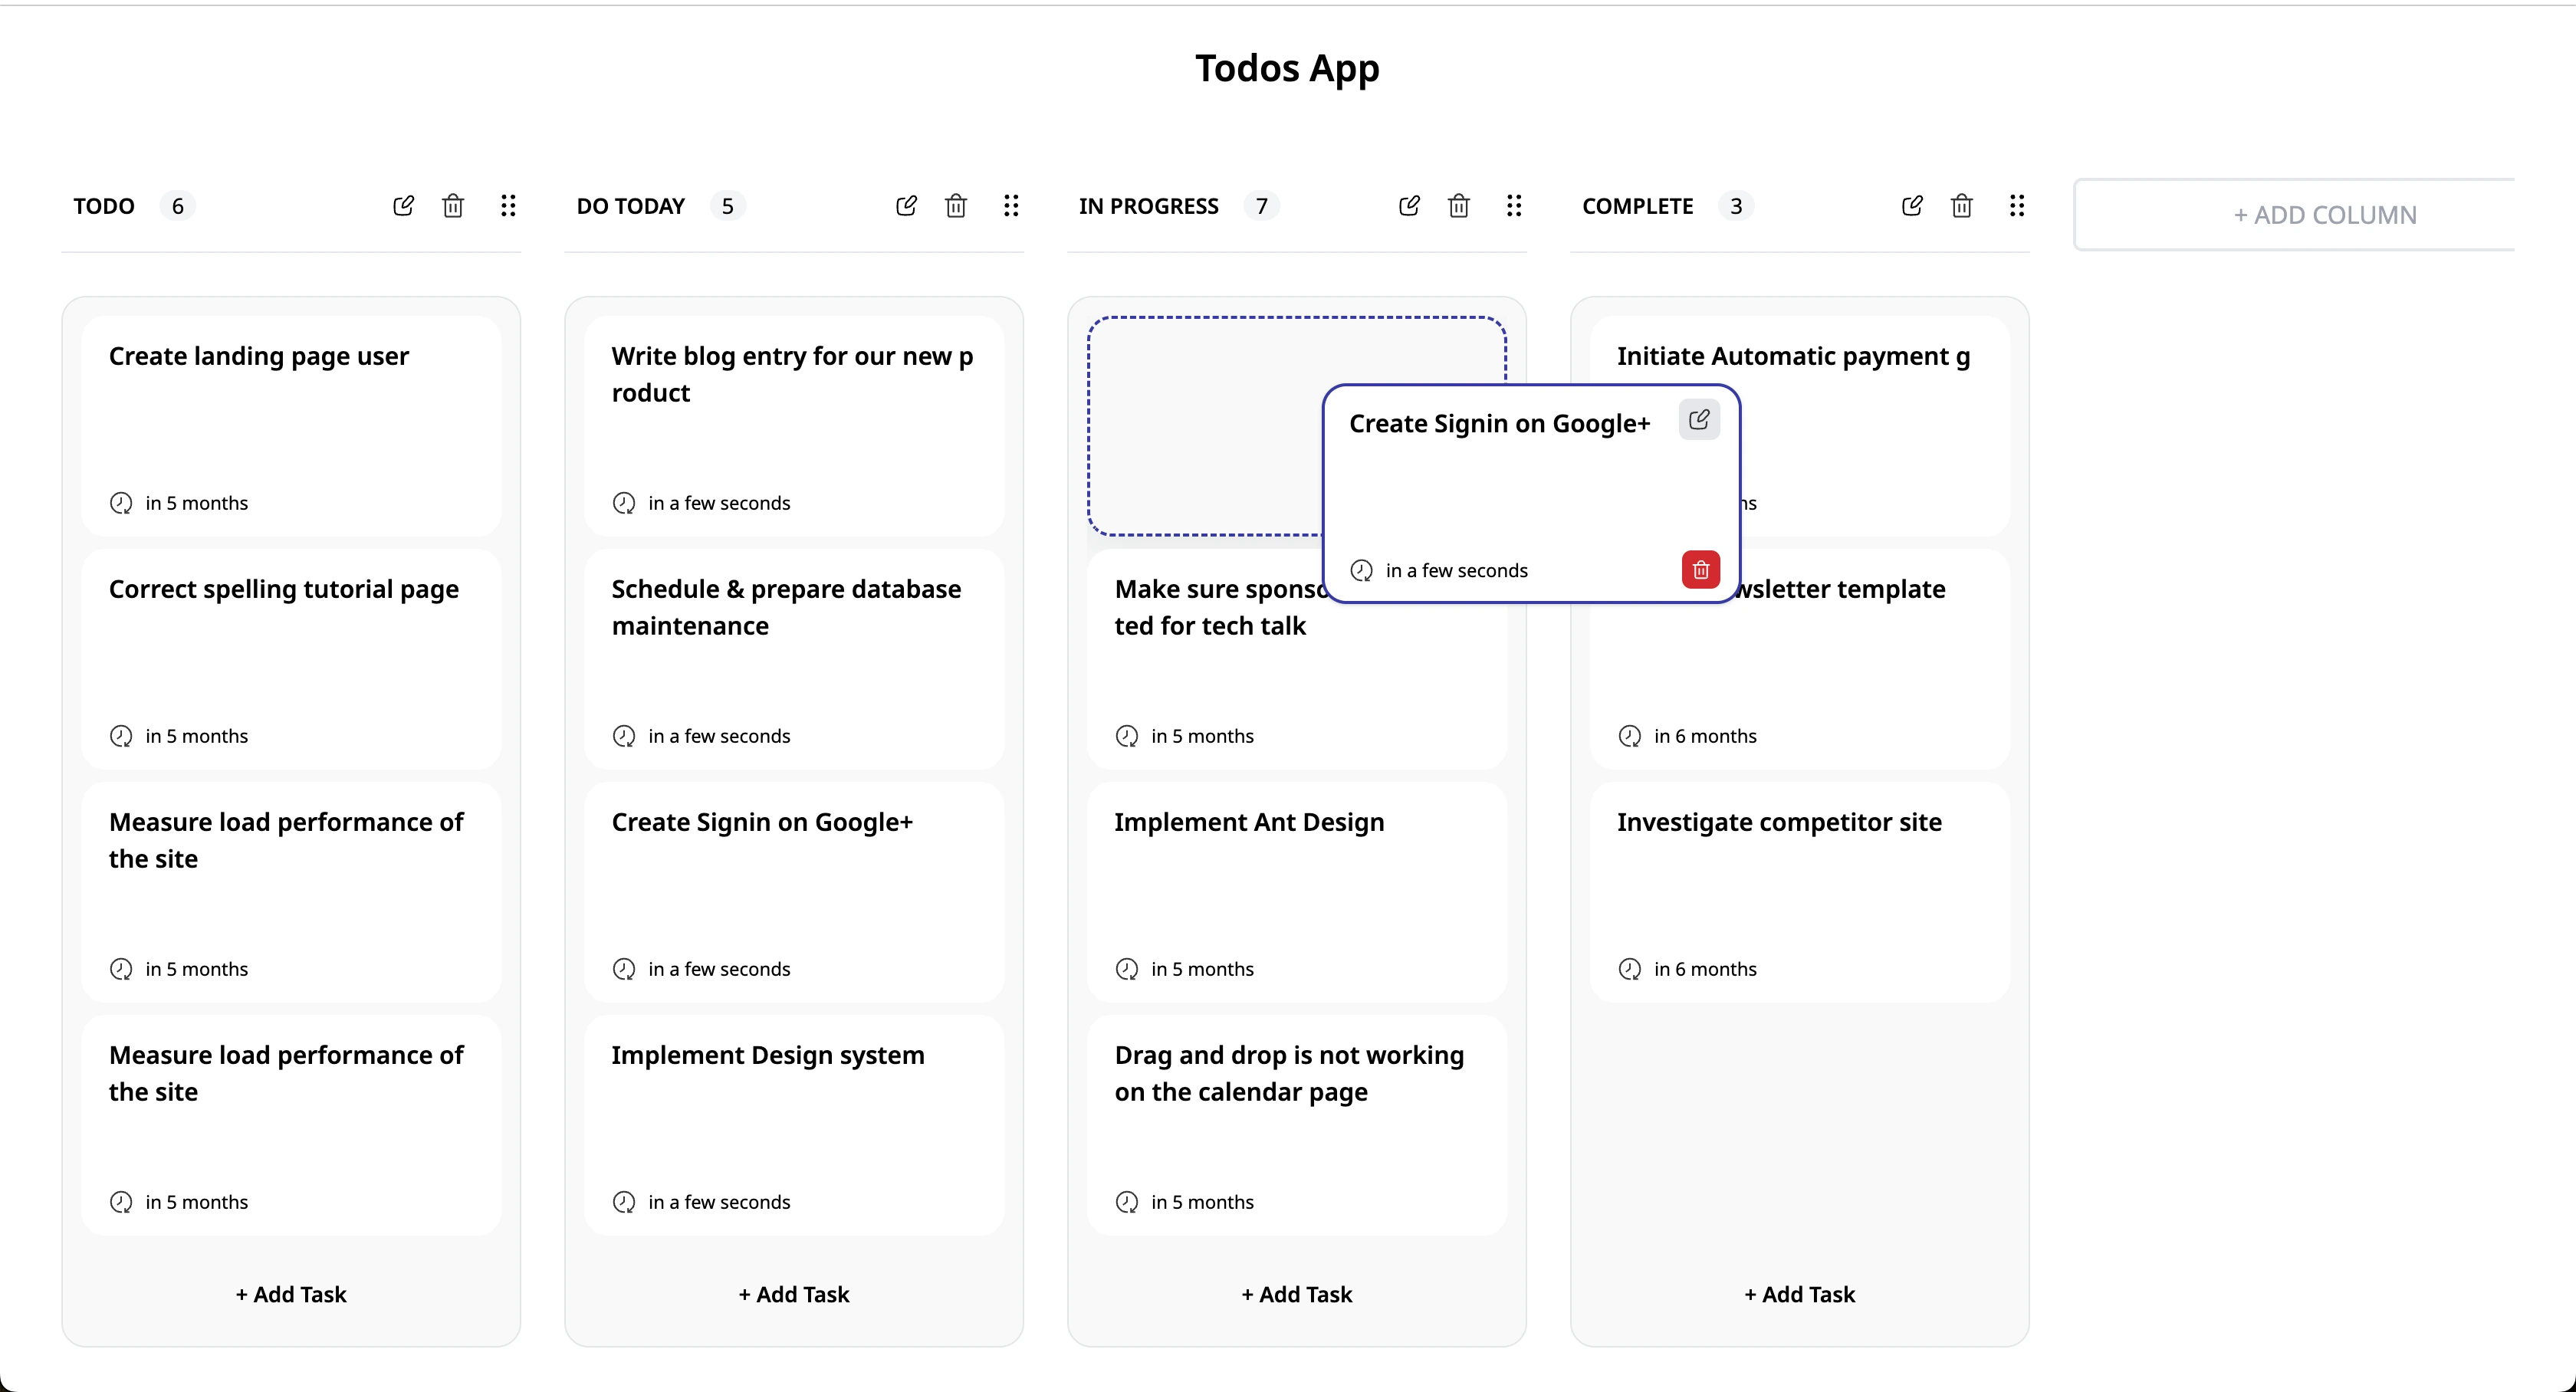 Todos App
TODO 6
DO TODAY 5
IN PROGRESS 7
COMPLETE 3
+ ADD COLUMN
Create landing page user
in 5 months
Correct spelling tutorial page
in 5 months
Measure load performance of
the site
in 5 months
Measure load performance of
the site
in 5 months
+ Add Task
Write blog entry for our new p
roduct
in a few seconds
Schedule & prepare database
maintenance
in a few seconds
Create Signin on Google+
in a few seconds
Implement Design system
in a few seconds
+ Add Task
Create Signin on Google+
in a few seconds
Make sure
ted for tech talk
in 5 months
Implement Ant Design
in 5 months
Drag and drop is not working
on the calendar page
in 5 months
+ Add Task
Initiate Automatic payment g
template
in 6 months
Investigate competitor site
in 6 months
+ Add Task